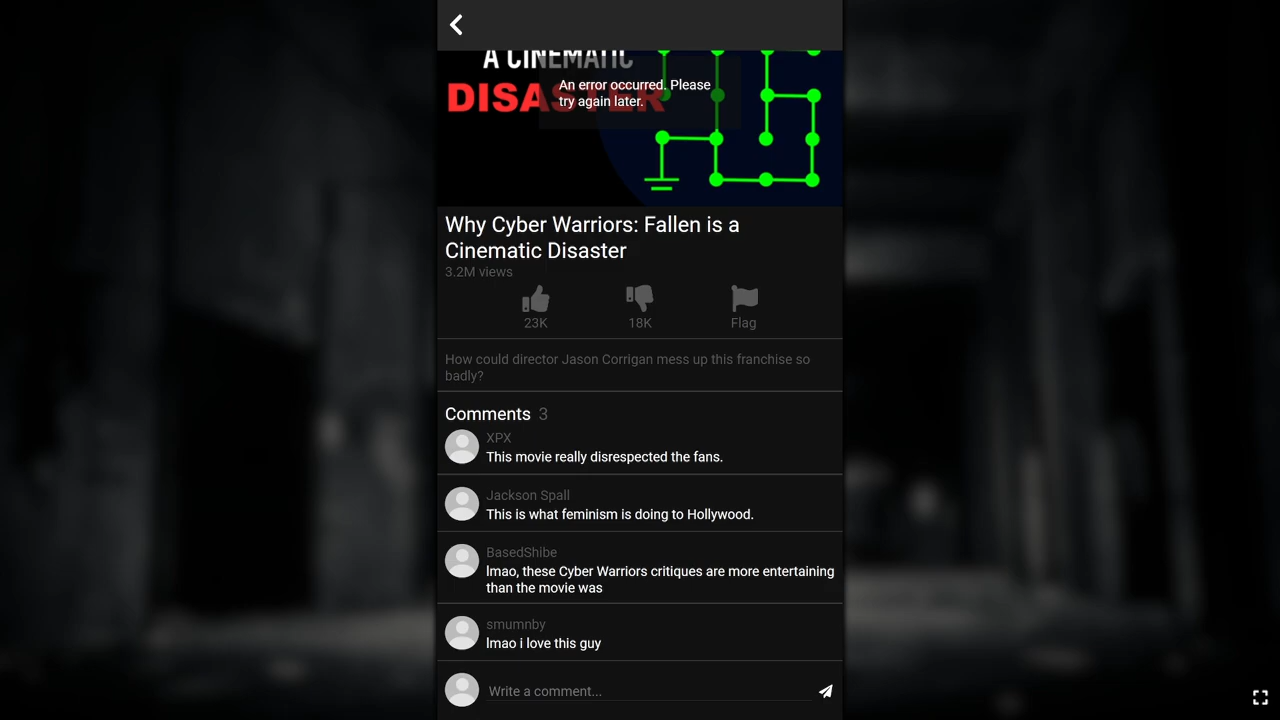 A CINEMATIC
DISASTER
An error occurred. Please
try again later.
Why Cyber Warriors: Fallen is a
Cinematic Disaster
3.2M views
23K
18K
Flag
How could director Jason Corrigan mess up this franchise so
badly?
Comments 3
XPX
This movie really disrespected the fans.
Jackson Spall
This is what feminism is doing to Hollywood.
BasedShibe
lmao, these Cyber Warriors critiques are more entertaining
than the movie was
smumnby
lmao i love this guy
Write a comment...